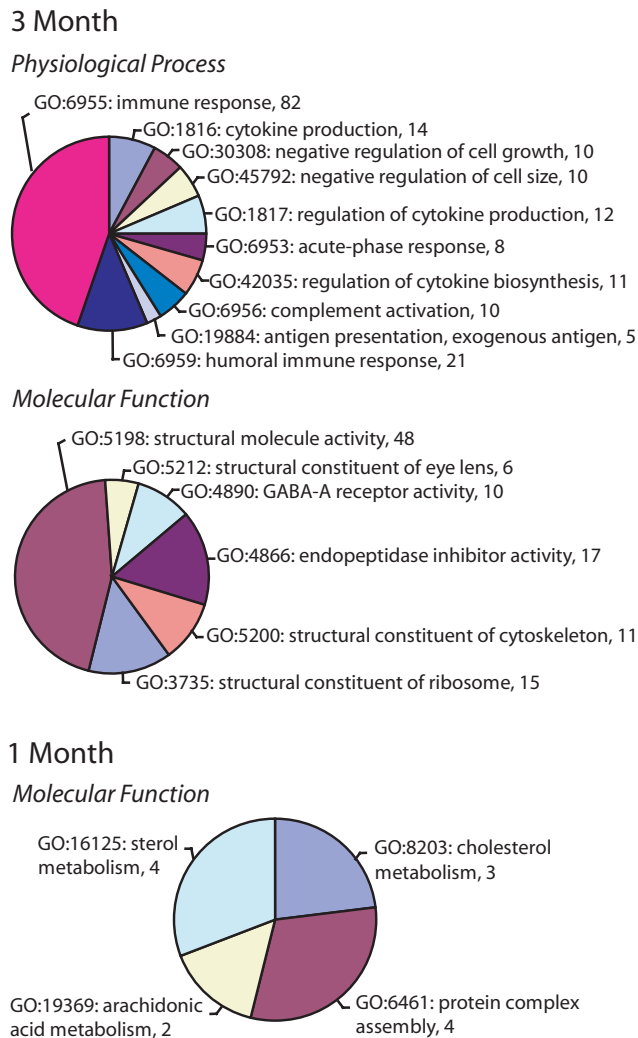 3 Month
Physiological Process
GO:6955: immune response, 82
GO:1816: cytokine production, 14
GO:30308: negative regulation of cell growth, 10
GO:45792: negative regulation of cell size, 10
GO:1817: regulation of cytokine production, 12
GO:6953: acute-phase response, 8
GO:42035: regulation of cytokine biosynthesis, 11
GO:6956: complement activation, 10
GO:19884: antigen presentation, exogenous antigen, 5
GO:6959: humoral immune response, 21
Molecular Function
GO:5198: structural molecule activity, 48
GO:5212: structural constituent of eye lens, 6
GO:4890: GABA-A receptor activity, 10
GO:4866: endopeptidase inhibitor activity, 17
GO:5200: structural constituent of cytoskeleton, 11
GO:3735: structural constituent of ribosome, 15
1 Month
Molecular Function
GO:16125: sterol
metabolism, 4
GO:8203: cholesterol
metabolism, 3
GO:19369: arachidonic
acid metabolism, 2
GO:6461: protein complex
assembly, 4